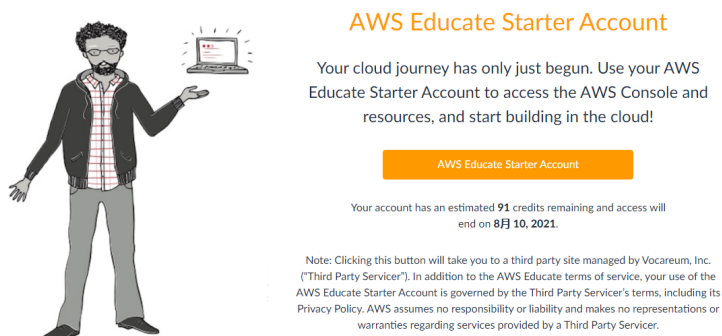 AWS Educate Starter Account
Your cloud journey has only just begun. Use your AWS
Educate Starter Account to access the AWS Console and
resources, and start building in the cloud!
AWS Educate Starter Account
Your account has an estimated 91 credits remaining and access will
end on 8月 10, 2021.
Note: Clicking this button will take you to a third party site managed by Vocareum, Inc.
("Third Party Servicer"). In addition to the AWS Educate terms of service, your use of the
AWS Educate Starter Account is governed by the Third Party Servicer's terms, including its
Privacy Policy. AWS assumes no responsibility or liability and makes no representations or
warranties regarding services provided by a Third Party Servicer.